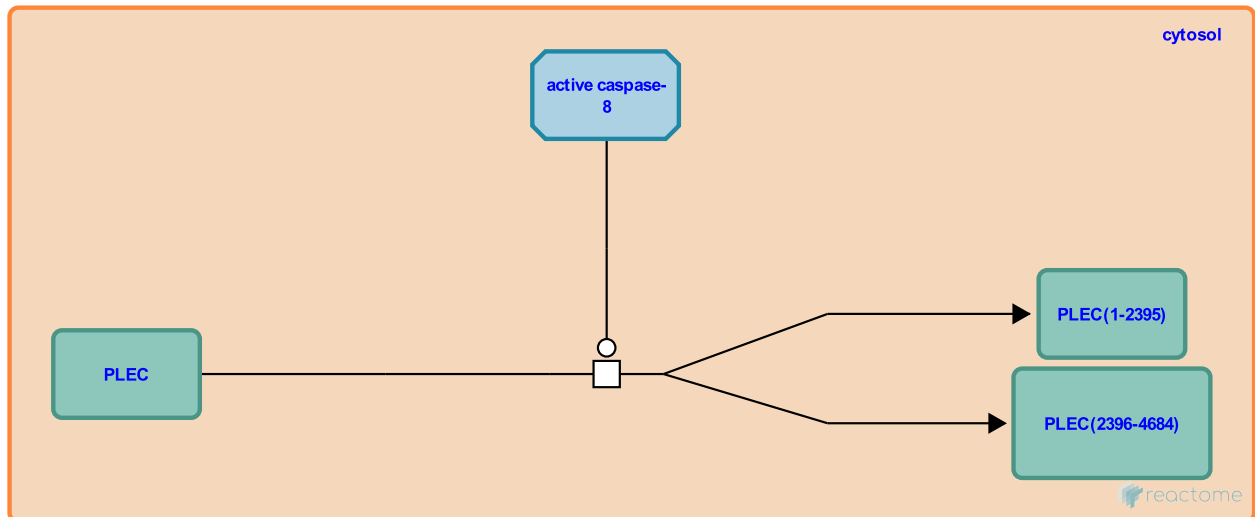 cytosol
active caspase-
8
PLEC
PLEC(1-2395)
PLEC(2396-4684)
reactome